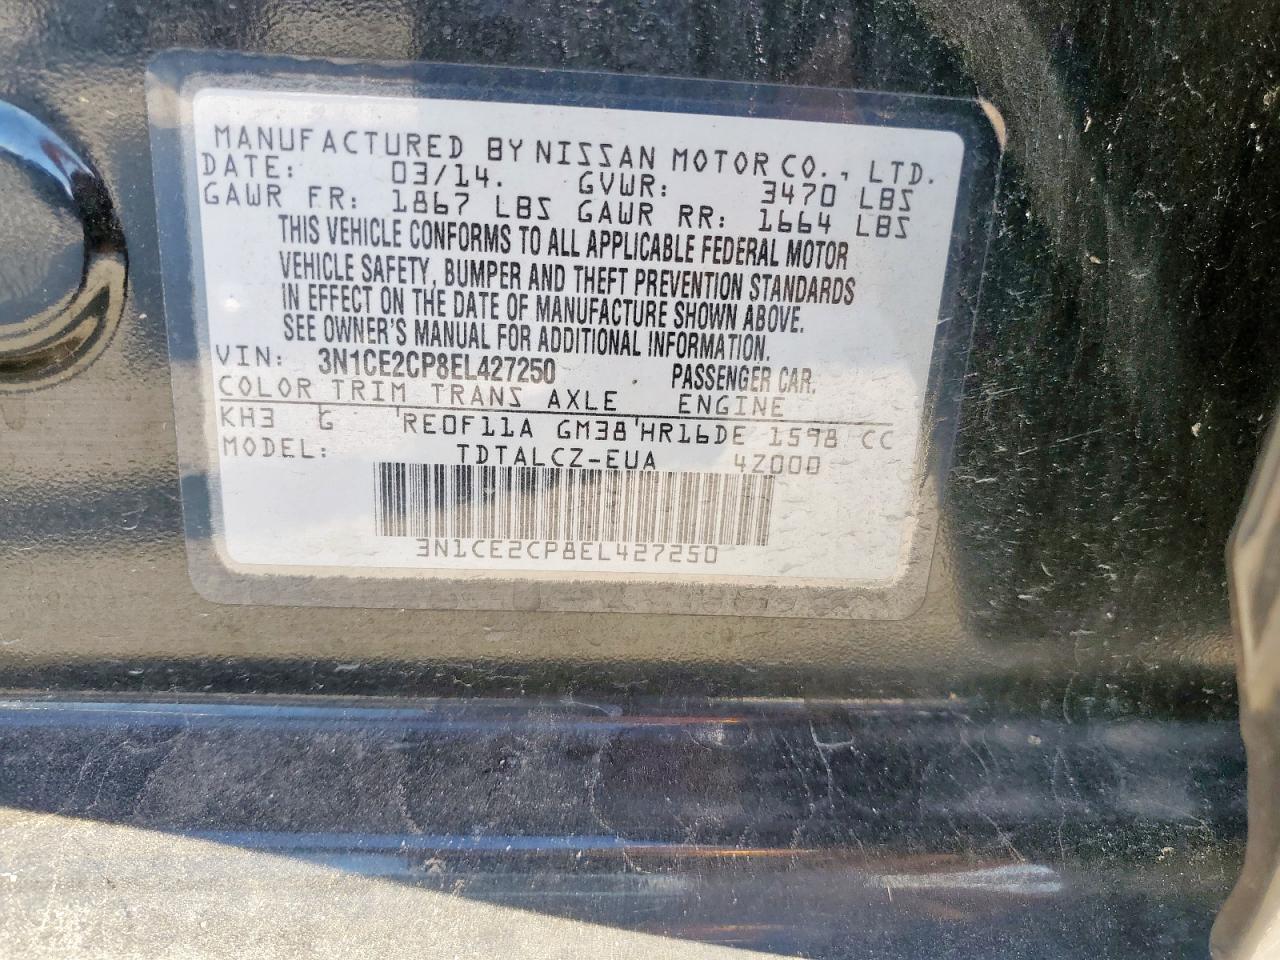 MANUFACTURED BY NISSAN MOTOR CO., LTD.
DATE: 03/14. GVWR: 3470 LBS
GAWR FR: 1867 LBS GAWR RR: 1664 LBS
THIS VEHICLE CONFORMS TO ALL APPLICABLE FEDERAL MOTOR
VEHICLE SAFETY, BUMPER AND THEFT PREVENTION STANDARDS
IN EFFECT ON THE DATE OF MANUFACTURE SHOWN ABOVE.
SEE OWNER'S MANUAL FOR ADDITIONAL INFORMATION.
VIN: 3N1CE2CP8EL427250 PASSENGER CAR.
COLOR TRIM TRANS AXLE ENGINE
KH3 G 'RE0F11A GM38'HR16DE 1598 CC
MODEL: TDTALCZ-EUA 4Z000
3N1CE2CP8EL427250